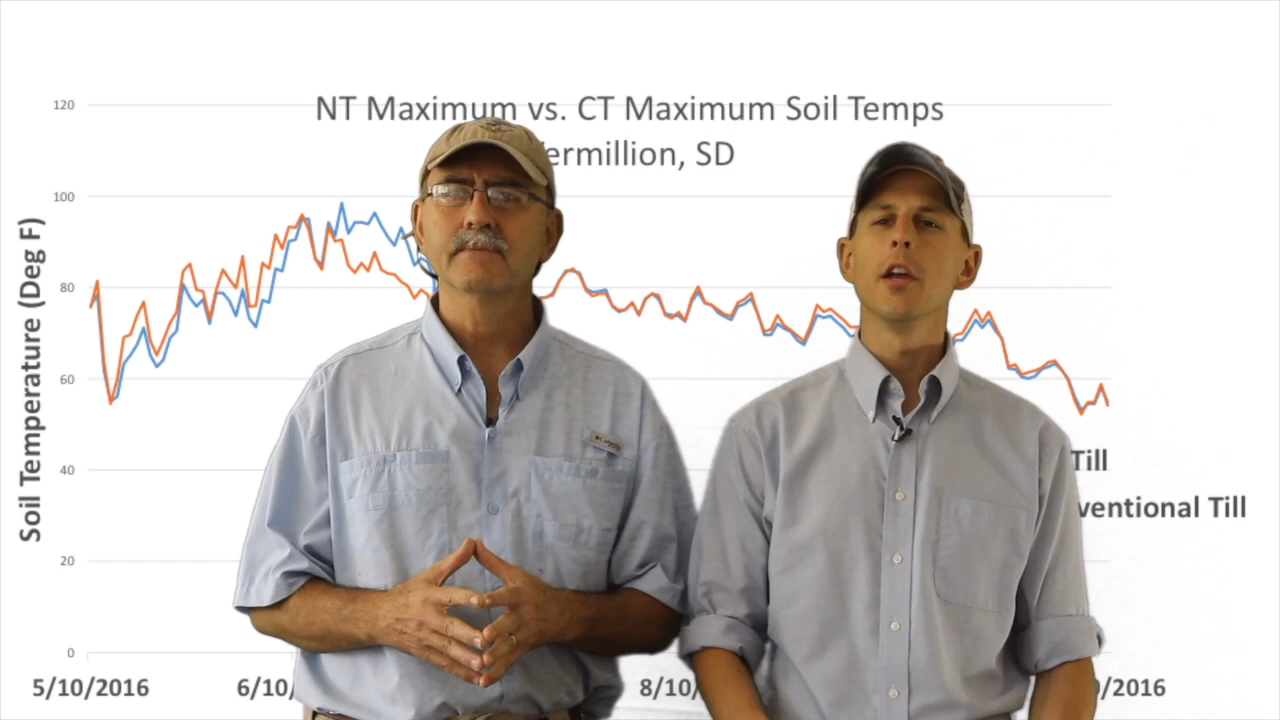 NT Maximum vs. CT Maximum Soil Temps
ermillion, SD
Soil Temperature (Deg F)
120
100
80
60
40
20
0
5/10/2016
6/10/
8/10/
0/2016
Till
ventional Till